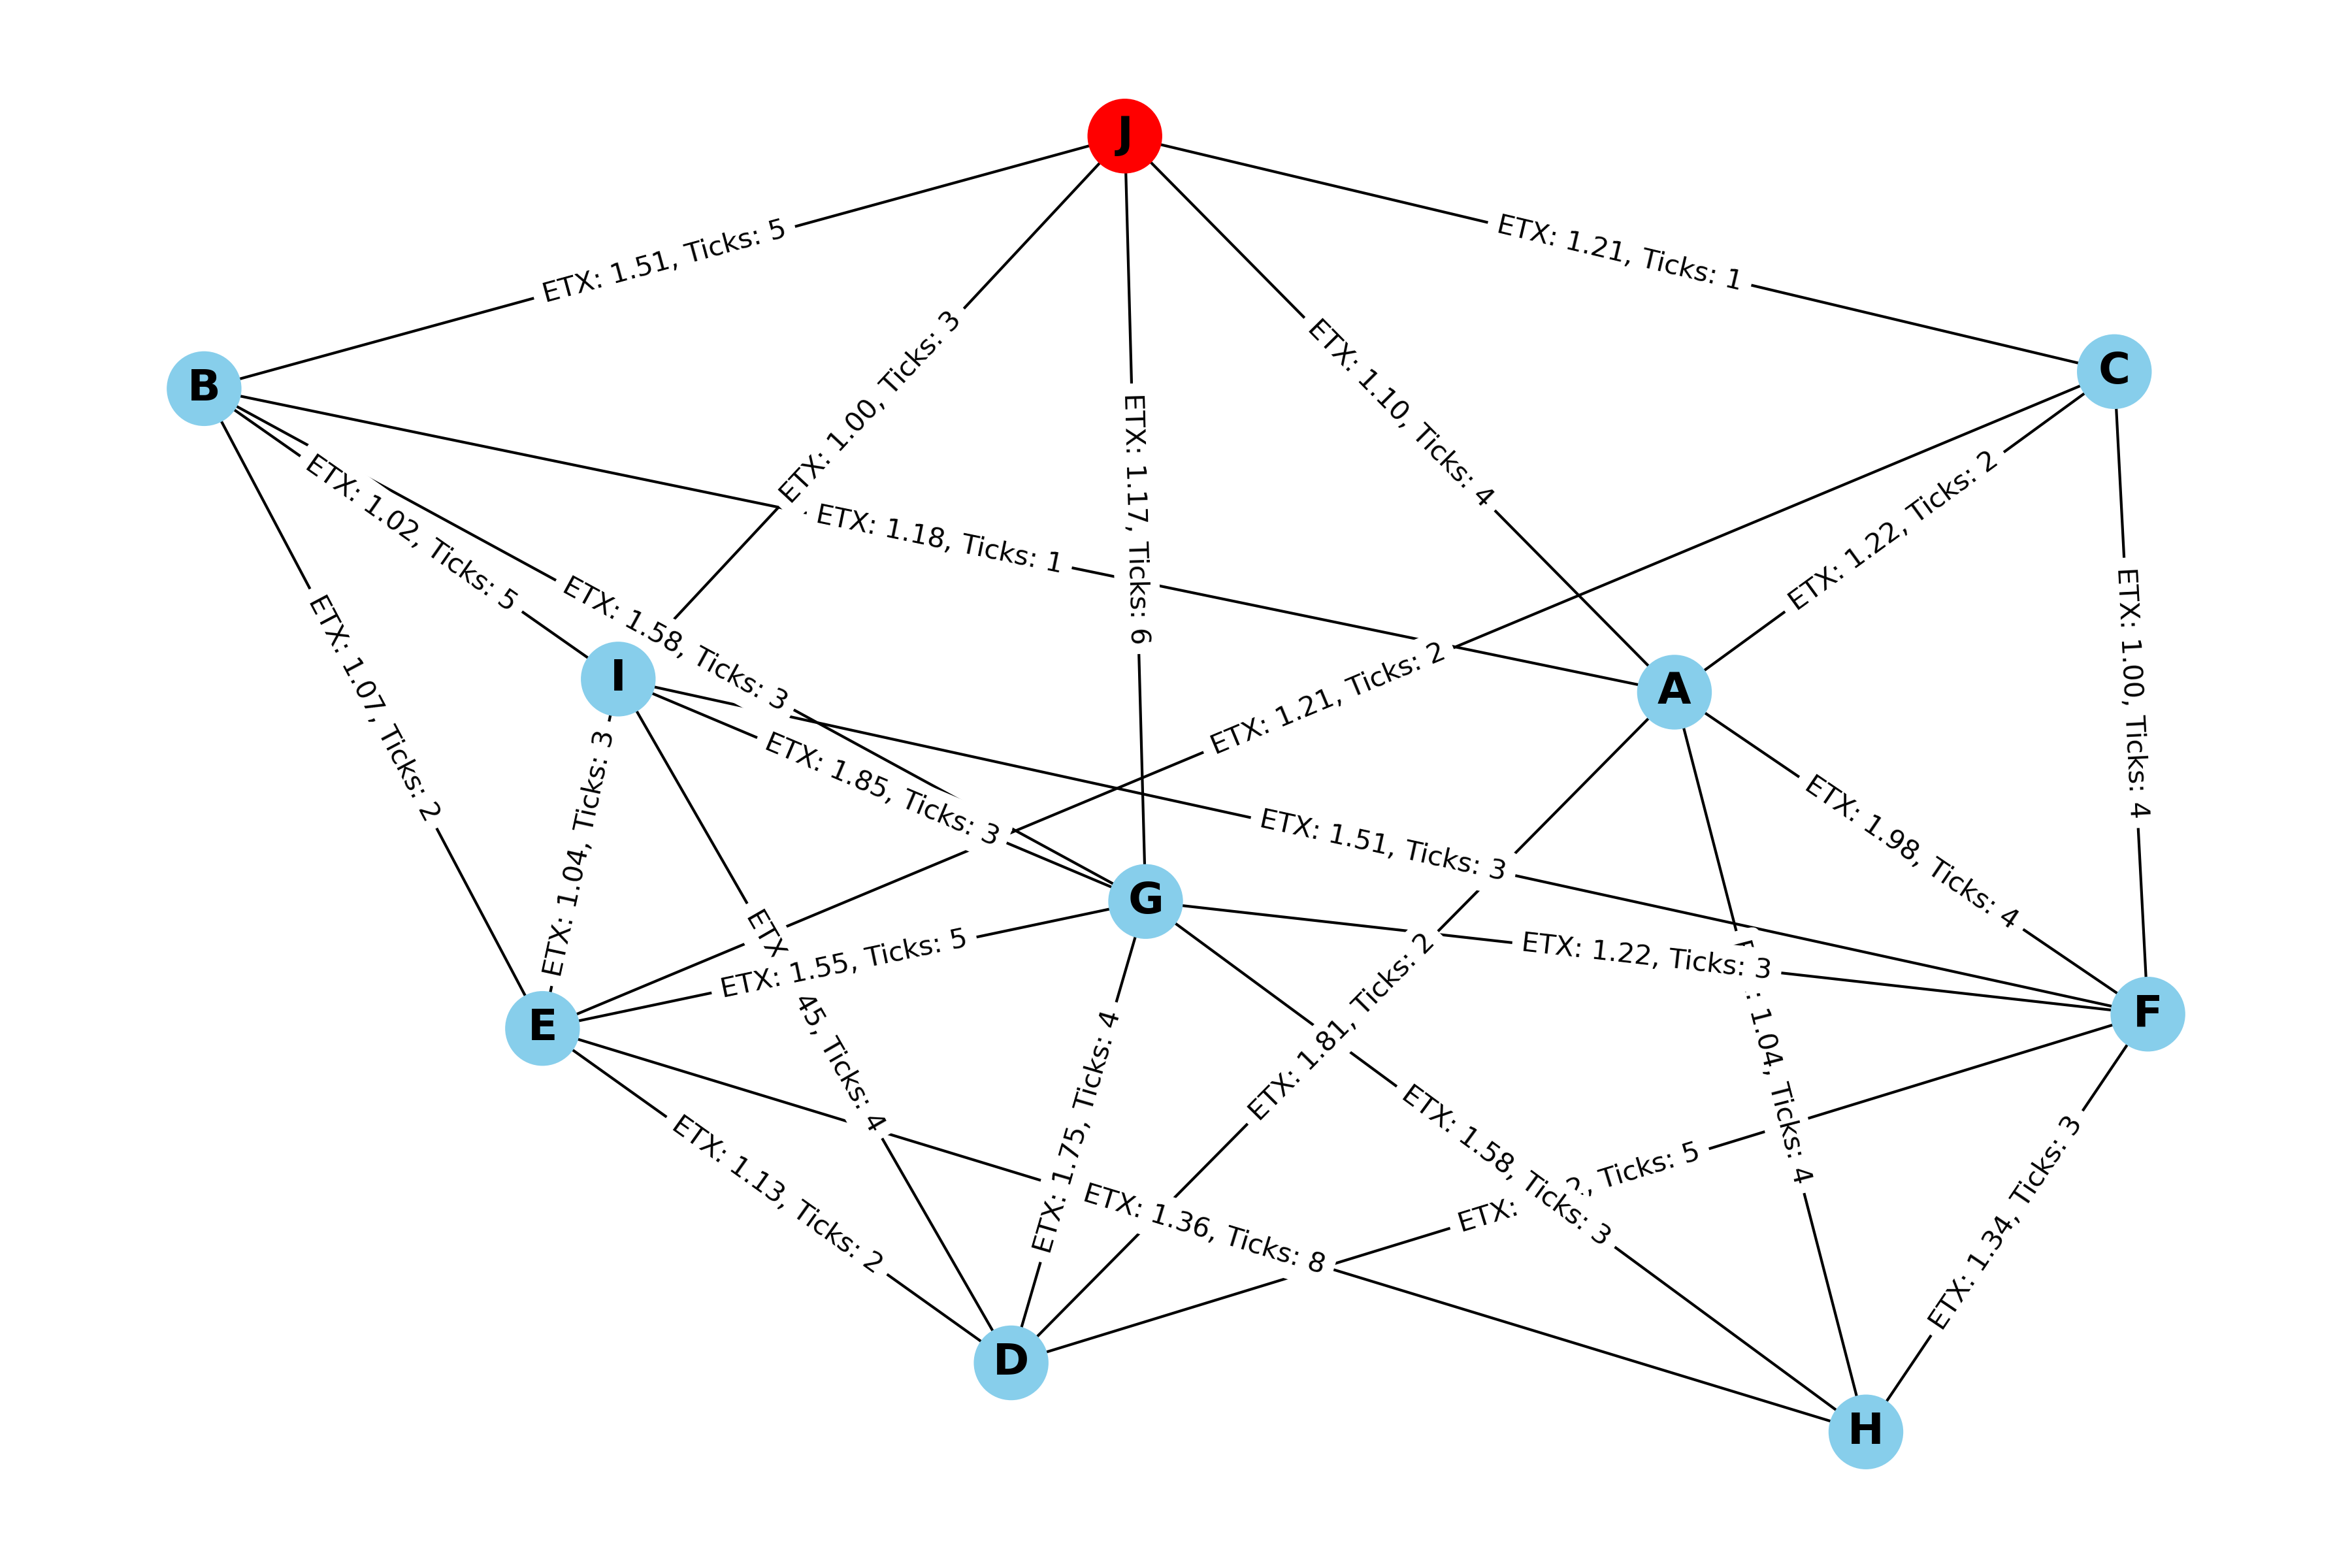 J
ETX: 1.51, Ticks: 5
ETX: 1.21, Ticks: 1
ETX: 1.00, Ticks: 3
ETX: 1.10, Ticks: 4
ETX: 1.17, Ticks: 6
B
C
ETX: 1.18, Ticks: 1
ETX: 1.02, Ticks: 5
ETX: 1.22, Ticks: 2
ETX: 1.58, Ticks: 3
ETX: 1.07, Ticks: 2
ETX: 1.00, Ticks: 4
I
A
ETX: 1.21, Ticks: 2
ETX: 1.85, Ticks: 3
ETX: 1.51, Ticks: 3
ETX: 1.98, Ticks: 4
ETX: 1.04, Ticks: 3
G
ETX: 1.55, Ticks: 5
ETX: 1.22, Ticks: 3
ETX
45, Ticks: 4
E
F
ETX: 1.81, Ticks: 2
: 1.04, Ticks: 4
ETX: 1.75, Ticks: 4
ETX: 1.58, Ticks: 3
ETX: 2, Ticks: 5
ETX: 1.13, Ticks: 2
ETX: 1.36, Ticks: 8
ETX: 1.34, Ticks: 3
D
H